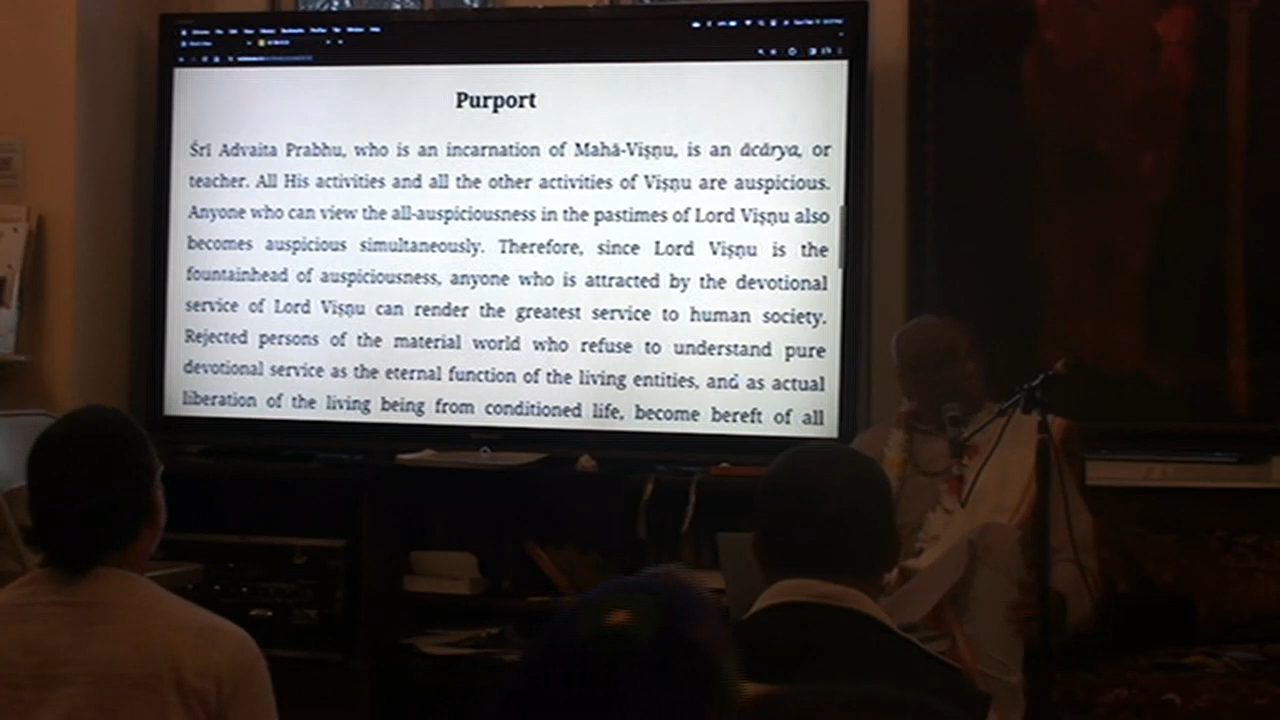 Purport
Śrī Advaita Prabhu, who is an incarnation of Mahā-Viṣṇu, is an ācārya, or
teacher. All His activities and all the other activities of Viṣṇu are auspicious.
Anyone who can view the all-auspiciousness in the pastimes of Lord Viṣṇu also
becomes auspicious simultaneously. Therefore, since Lord Viṣṇu is the
fountainhead of auspiciousness, anyone who is attracted by the devotional
service of Lord Viṣṇu can render the greatest service to human society.
Rejected persons of the material world who refuse to understand pure
devotional service as the eternal function of the living entities, and as actual
liberation of the living being from conditioned life, become bereft of all